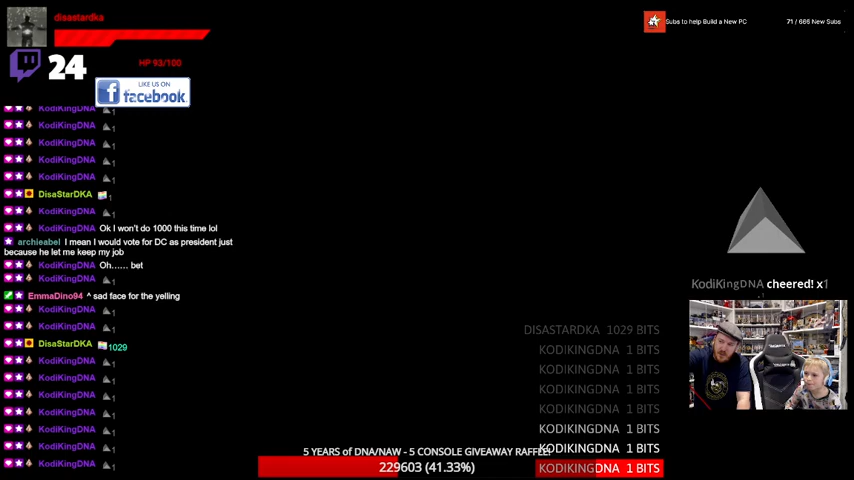 disastardka
Subs to help Build a New PC
71 / 666 New Subs
24
HP 93/100
LIKE US ON
facebook.
KodiKingDNA 1
KodiKingDNA 1
KodiKingDNA 1
KodiKingDNA 1
KodiKingDNA 1
DisaStarDKA 1
KodiKingDNA 1
KodiKingDNA Ok I won't do 1000 this time lol
archieabel I mean I would vote for DC as president just
because he let me keep my job
KodiKingDNA Oh...... bet
KodiKingDNA 1
EmmaDino94 ^ sad face for the yelling
KodiKingDNA 1
KodiKingDNA 1
DisaStarDKA 1029
KodiKingDNA 1
KodiKingDNA 1
KodiKingDNA 1
KodiKingDNA 1
KodiKingDNA 1
KodiKingDNA 1
KodiKingDNA 1
KodiKingDNA cheered! x1
DISASTARDKA 1029 BITS
KODIKINGDNA 1 BITS
KODIKINGDNA 1 BITS
KODIKINGDNA 1 BITS
KODIKINGDNA 1 BITS
KODIKINGDNA 1 BITS
KODIKINGDNA 1 BITS
KODIKINGDNA 1 BITS
5 YEARS of DNA/NAW - 5 CONSOLE GIVEAWAY RAFFLE!
229603 (41.33%)